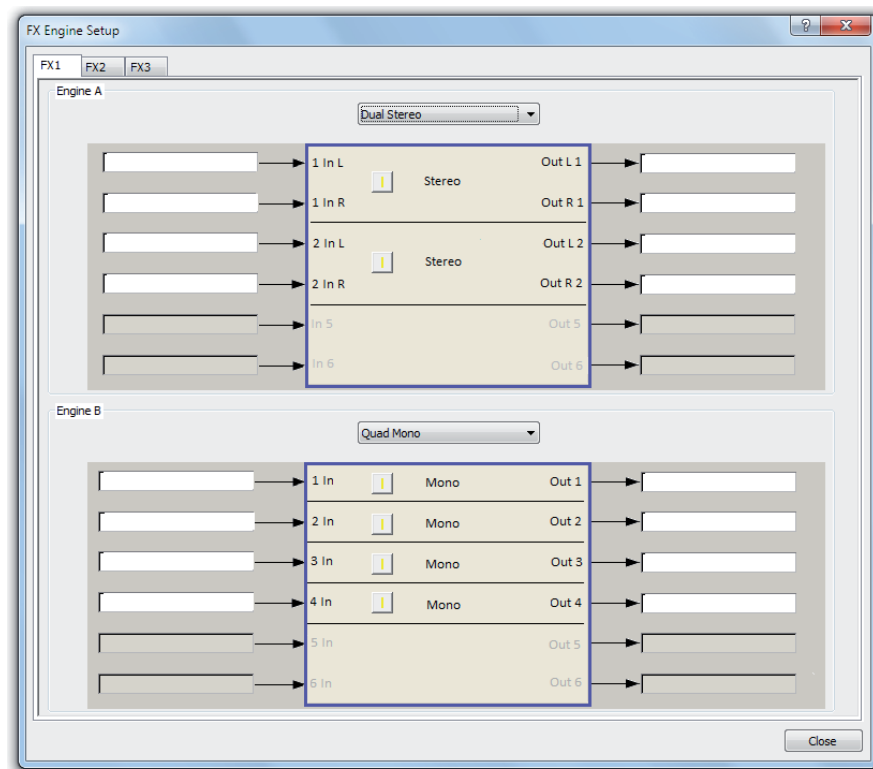 FX Engine Setup
? X
FX1 FX2 FX3
Engine A
Dual Stereo
1 In L Out L 1
Stereo
1 In R Out R 1
2 In L Out L 2
Stereo
2 In R Out R 2
In 5 Out 5
In 6 Out 6
Engine B
Quad Mono
1 In Mono Out 1
2 In Mono Out 2
3 In Mono Out 3
4 In Mono Out 4
5 In Out 5
6 In Out 6
Close